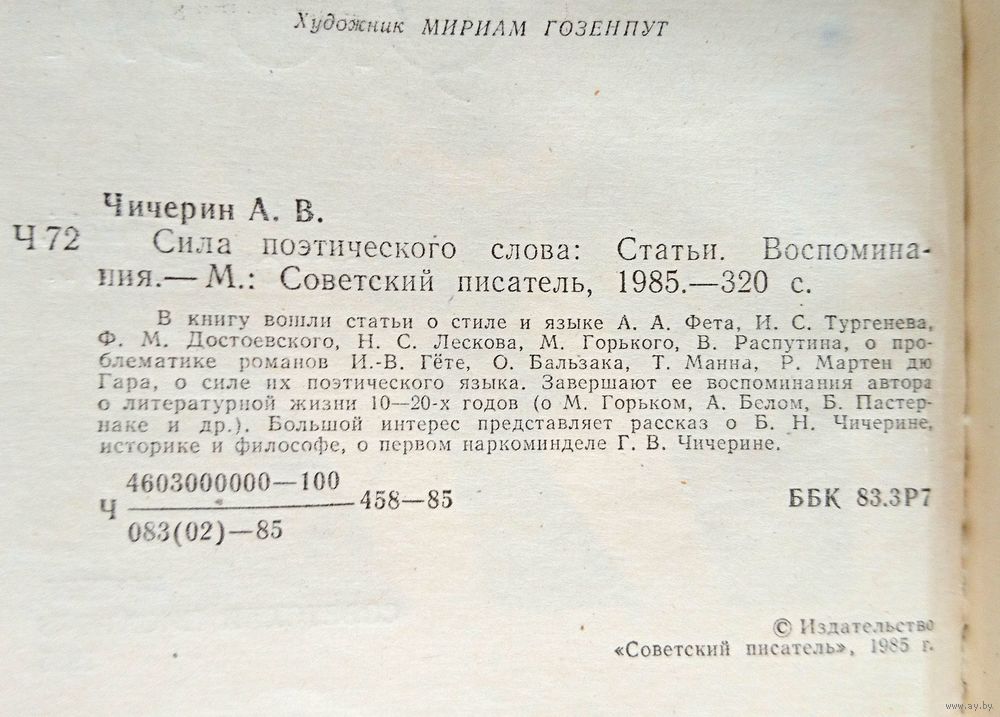 Художник МИРИАМ ГОЗЕНПУТ
Чичерин А. В.
Ч 72
Сила поэтического слова: Статьи. Воспомина-
ния.— М.: Советский писатель, 1985.—320 с.
В книгу вошли статьи о стиле и языке А. А. Фета, И. С. Тургенева,
Ф. М. Достоевского, Н. С. Лескова, М. Горького, В. Распутина, о про-
блематике романов И.-В. Гёте, О. Бальзака, Т. Манна, Р. Мартен дю
Гара, о силе их поэтического языка. Завершают ее воспоминания автора
о литературной жизни 10—20-х годов (о М. Горьком, А. Белом, Б. Пастер-
наке и др.). Большой интерес представляет рассказ о Б. Н. Чичерине,
историке и философе, о первом наркоминделе Г. В. Чичерине.
4603000000—100
Ч 458—85
083(02)—85
ББК 83.3Р7
© Издательство
«Советский писатель», 1985 г.
www.ay.by